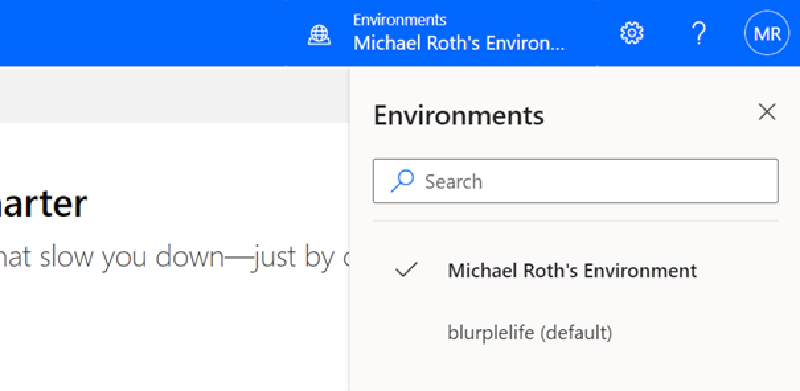 Environments
Michael Roth's Environ...
MR
Environments
Search
arter
hat slow you down—just by
Michael Roth's Environment
blurplelife (default)